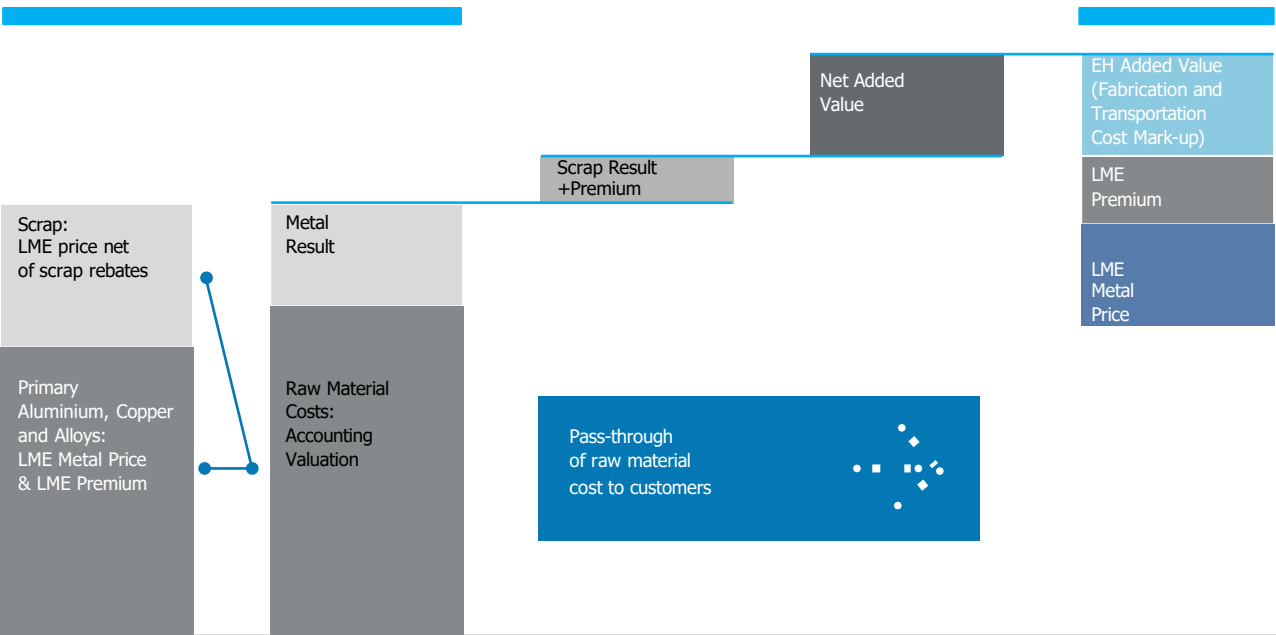 Scrap:
LME price net
of scrap rebates
Primary
Aluminium, Copper
and Alloys:
LME Metal Price
& LME Premium
Metal
Result
Raw Material
Costs:
Accounting
Valuation
Scrap Result
+Premium
Net Added
Value
Pass-through
of raw material
cost to customers
EH Added Value
(Fabrication and
Transportation
Cost Mark-up)
LME
Premium
LME
Metal
Price